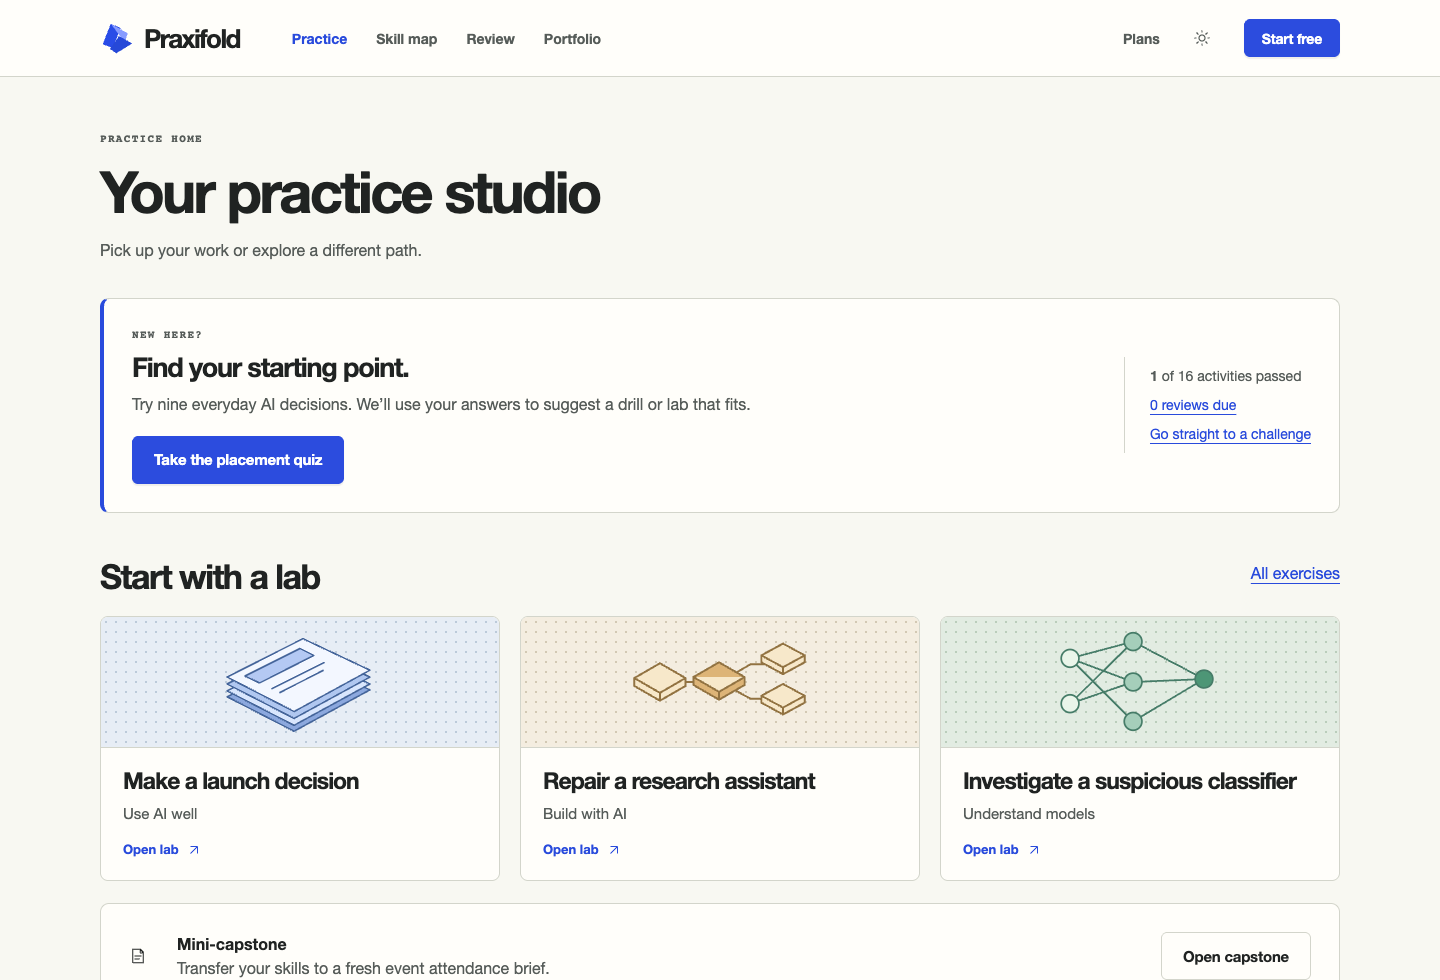 Praxifold
Practice
Skill map
Review
Portfolio
Plans
Start free
PRACTICE HOME
Your practice studio
Pick up your work or explore a different path.
NEW HERE?
Find your starting point.
Try nine everyday AI decisions. We’ll use your answers to suggest a drill or lab that fits.
Take the placement quiz
1 of 16 activities passed
0 reviews due
Go straight to a challenge
Start with a lab
All exercises
Make a launch decision
Use AI well
Open lab
Repair a research assistant
Build with AI
Open lab
Investigate a suspicious classifier
Understand models
Open lab
Mini-capstone
Transfer your skills to a fresh event attendance brief.
Open capstone